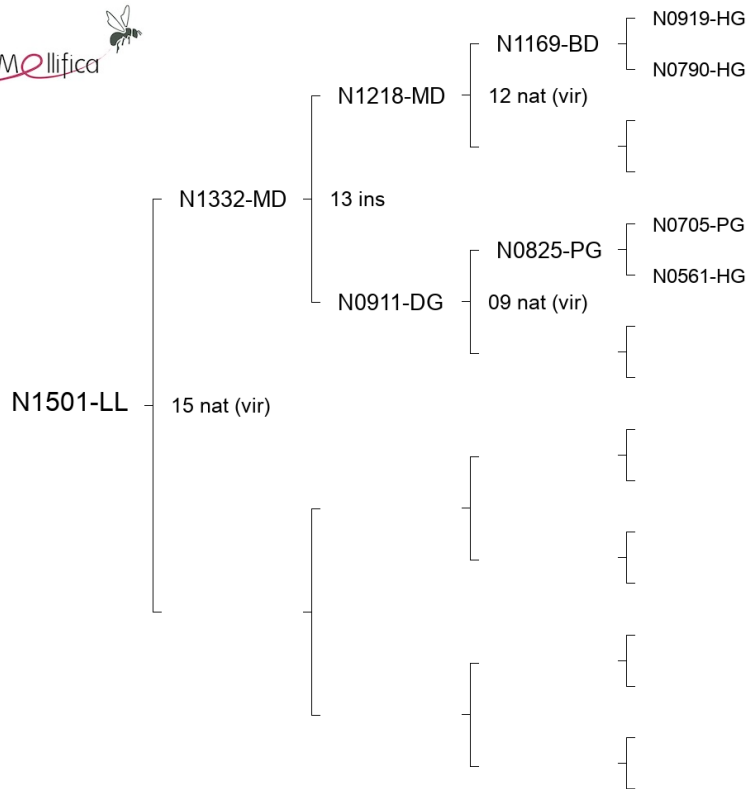 Mellifica
N0919-HG
N1169-BD
N0790-HG
N1218-MD
12 nat (vir)
N1332-MD
13 ins
N0705-PG
N0825-PG
N0561-HG
N0911-DG
09 nat (vir)
N1501-LL
15 nat (vir)